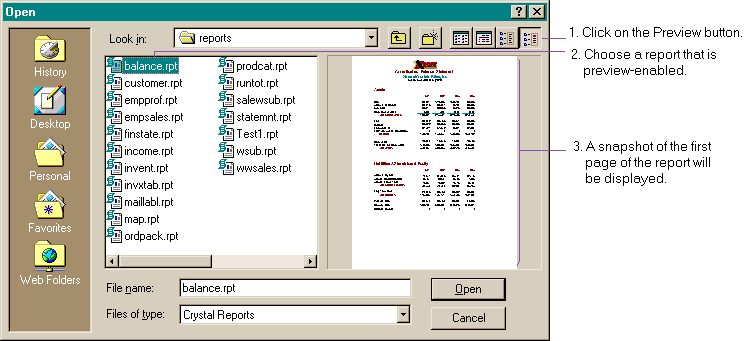 Open
Look in: reports
1. Click on the Preview button.
2. Choose a report that is
preview-enabled.
3. A snapshot of the first
page of the report will
be displayed.
History
Desktop
Personal
Favorites
Web Folders
balance.rpt
customer.rpt
empprof.rpt
empsales.rpt
finstate.rpt
income.rpt
invent.rpt
invxtab.rpt
maillabl.rpt
map.rpt
ordpack.rpt
prodcat.rpt
runtot.rpt
salewsub.rpt
statemnt.rpt
Test1.rpt
wsub.rpt
wwsales.rpt
File name: balance.rpt
Open
Files of type: Crystal Reports
Cancel